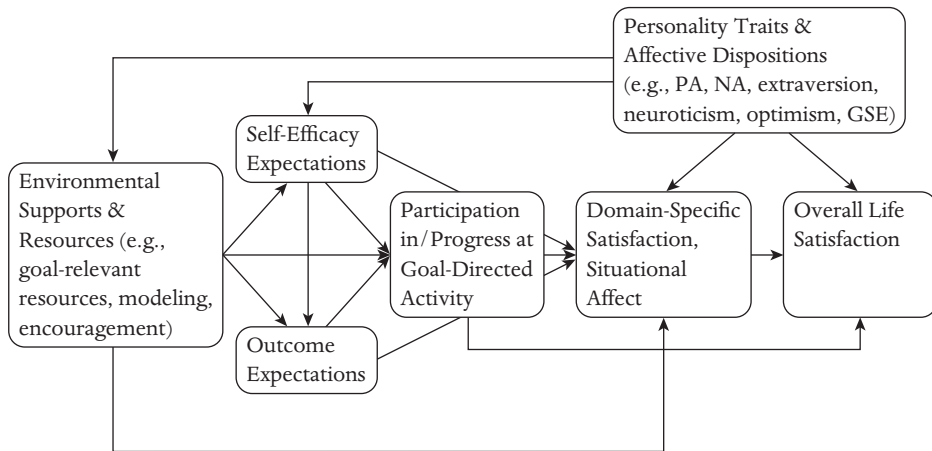 Personality Traits &
Affective Dispositions
(e.g., PA, NA, extraversion,
neuroticism, optimism, GSE)
Self-Efficacy
Expectations
Environmental
Supports &
Resources (e.g.,
goal-relevant
resources, modeling,
encouragement)
Participation
in/Progress at
Goal-Directed
Activity
Domain-Specific
Satisfaction,
Situational
Affect
Overall Life
Satisfaction
Outcome
Expectations